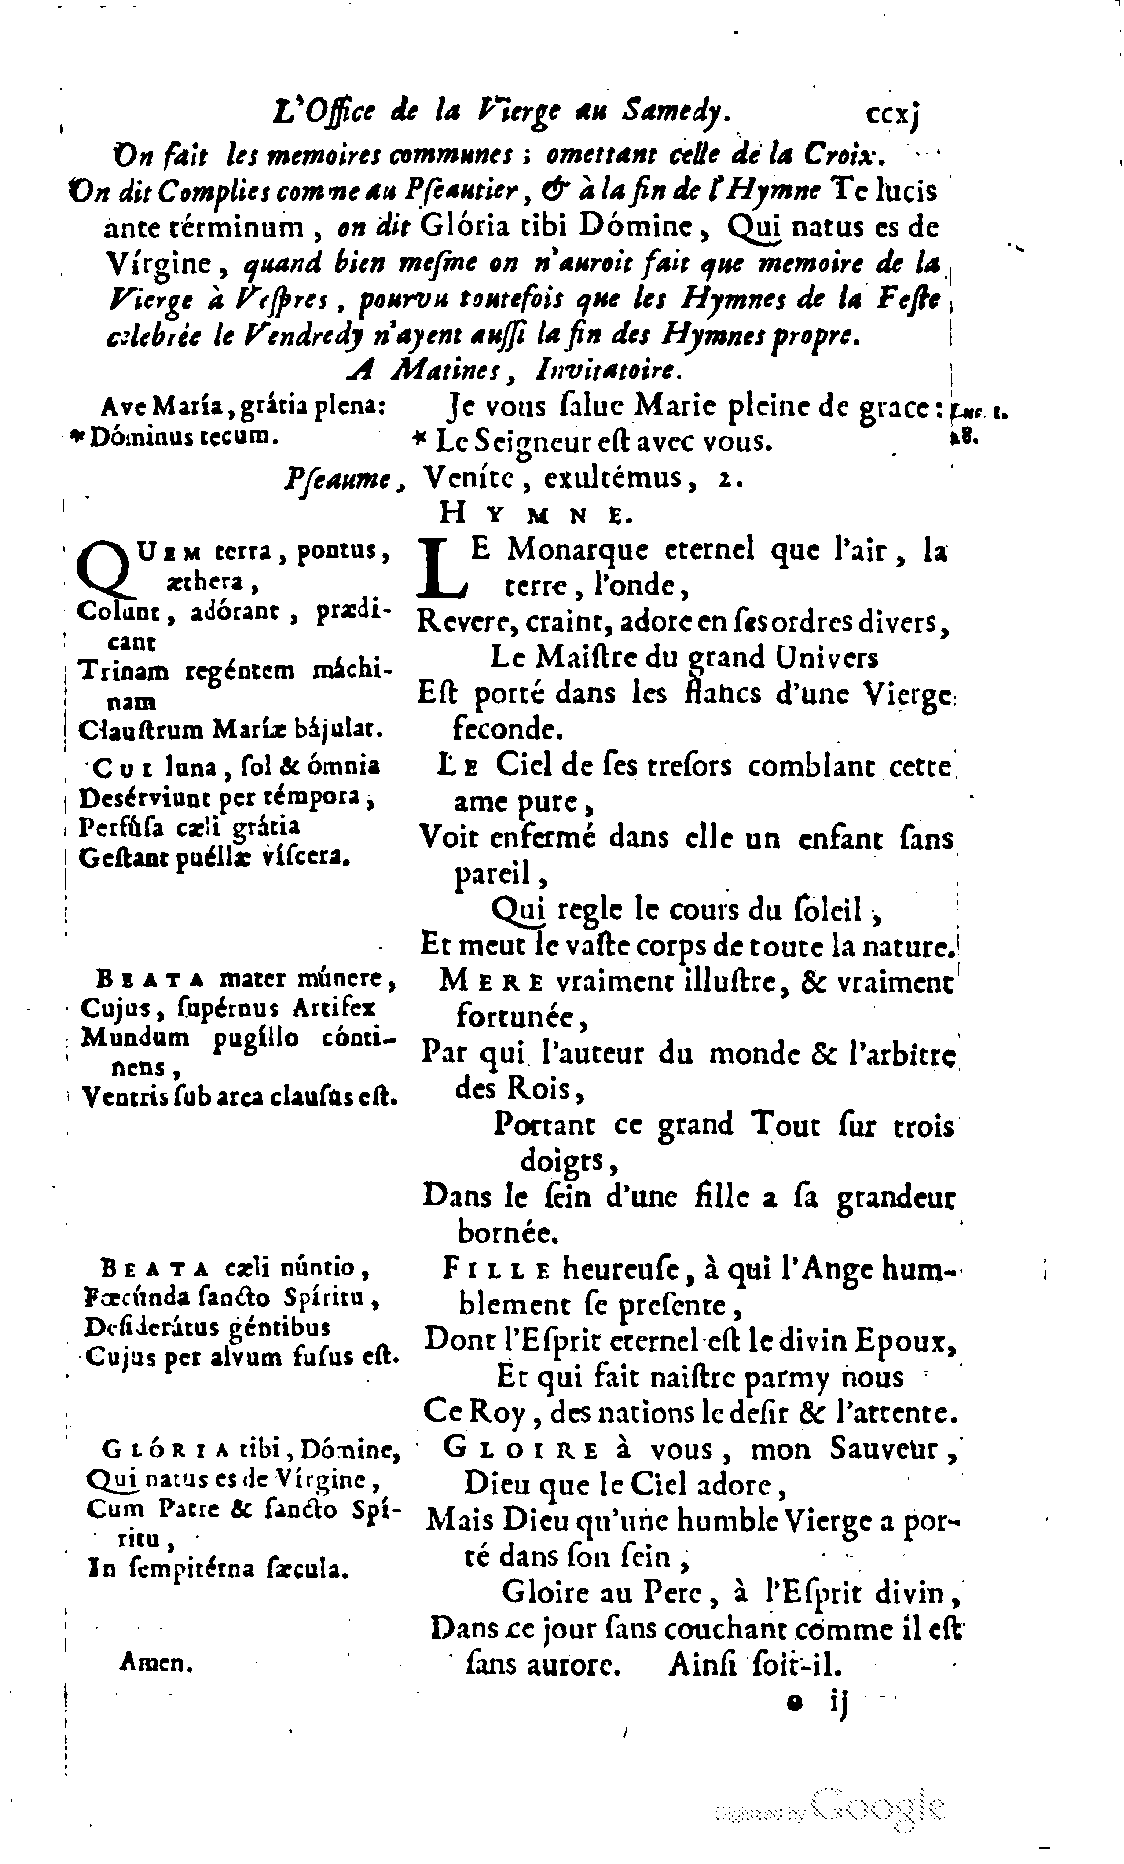 L'Office de la Vierge au Samedy. ccxj
On fait les memoires communes ; omettant celle de la Croix.
On dit Complies comme au Pſeautier, & à la fin de l'Hymne Te lucis
ante términum, on dit Glória tibi Dómine, Qui natus es de
Vírgine, quand bien meſme on n'auroit fait que memoire de la
Vierge à Veſpres, pourvu toutefois que les Hymnes de la Feſte
celebrée le Vendredy n'ayent auſſi la fin des Hymnes propre.
A Matines, Invitatoire.
Ave María, grátia plena:
* Dóminus tecum.
Je vous ſalue Marie pleine de grace:
* Le Seigneur eſt avec vous.
Luc. 1.
28.
Pſeaume, Veníte, exultémus, 2.
HYMNE.
QUEM terra, pontus,
æthera,
Colunt, adórant, prædi-
cant
Trinam regéntem máchi-
nam
Clauſtrum Maríæ bájulat.
CUI luna, ſol & ómnia
Desérviunt per témpora,
Perfúſa cæli grátia
Geſtant puéllæ víſcera.
BEATA mater múnere,
Cujus, ſupérnus Artifex
Mundum pugíllo cónti-
nens,
Ventris ſub arca clauſus eſt.
BEATA cæli núntio,
Fœcúnda ſancto Spíritu,
Deſiderátus géntibus
Cujus per alvum fuſus eſt.
GLÓRIA tibi, Dómine,
Qui natus es de Vírgine,
Cum Patre & ſancto Spí-
ritu,
In ſempitérna ſæcula.
Amen.
LE Monarque eternel que l'air, la
terre, l'onde,
Revere, craint, adore en ſes ordres divers,
Le Maiſtre du grand Univers
Eſt porté dans les flancs d'une Vierge
feconde.
LE Ciel de ſes treſors comblant cette
ame pure,
Voit enfermé dans elle un enfant ſans
pareil,
Qui regle le cours du ſoleil,
Et meut le vaſte corps de toute la nature.
MERE vraiment illuſtre, & vraiment
fortunée,
Par qui l'auteur du monde & l'arbitre
des Rois,
Portant ce grand Tout ſur trois
doigts,
Dans le ſein d'une fille a ſa grandeur
bornée.
FILLE heureuſe, à qui l'Ange hum-
blement ſe preſente,
Dont l'Eſprit eternel eſt le divin Epoux,
Et qui fait naiſtre parmy nous
Ce Roy, des nations le deſir & l'attente.
GLOIRE à vous, mon Sauveur,
Dieu que le Ciel adore,
Mais Dieu qu'une humble Vierge a por-
té dans ſon ſein,
Gloire au Pere, à l'Eſprit divin,
Dans ce jour ſans couchant comme il eſt
ſans aurore. Ainſi ſoit-il.
o ij
Digitized by Google